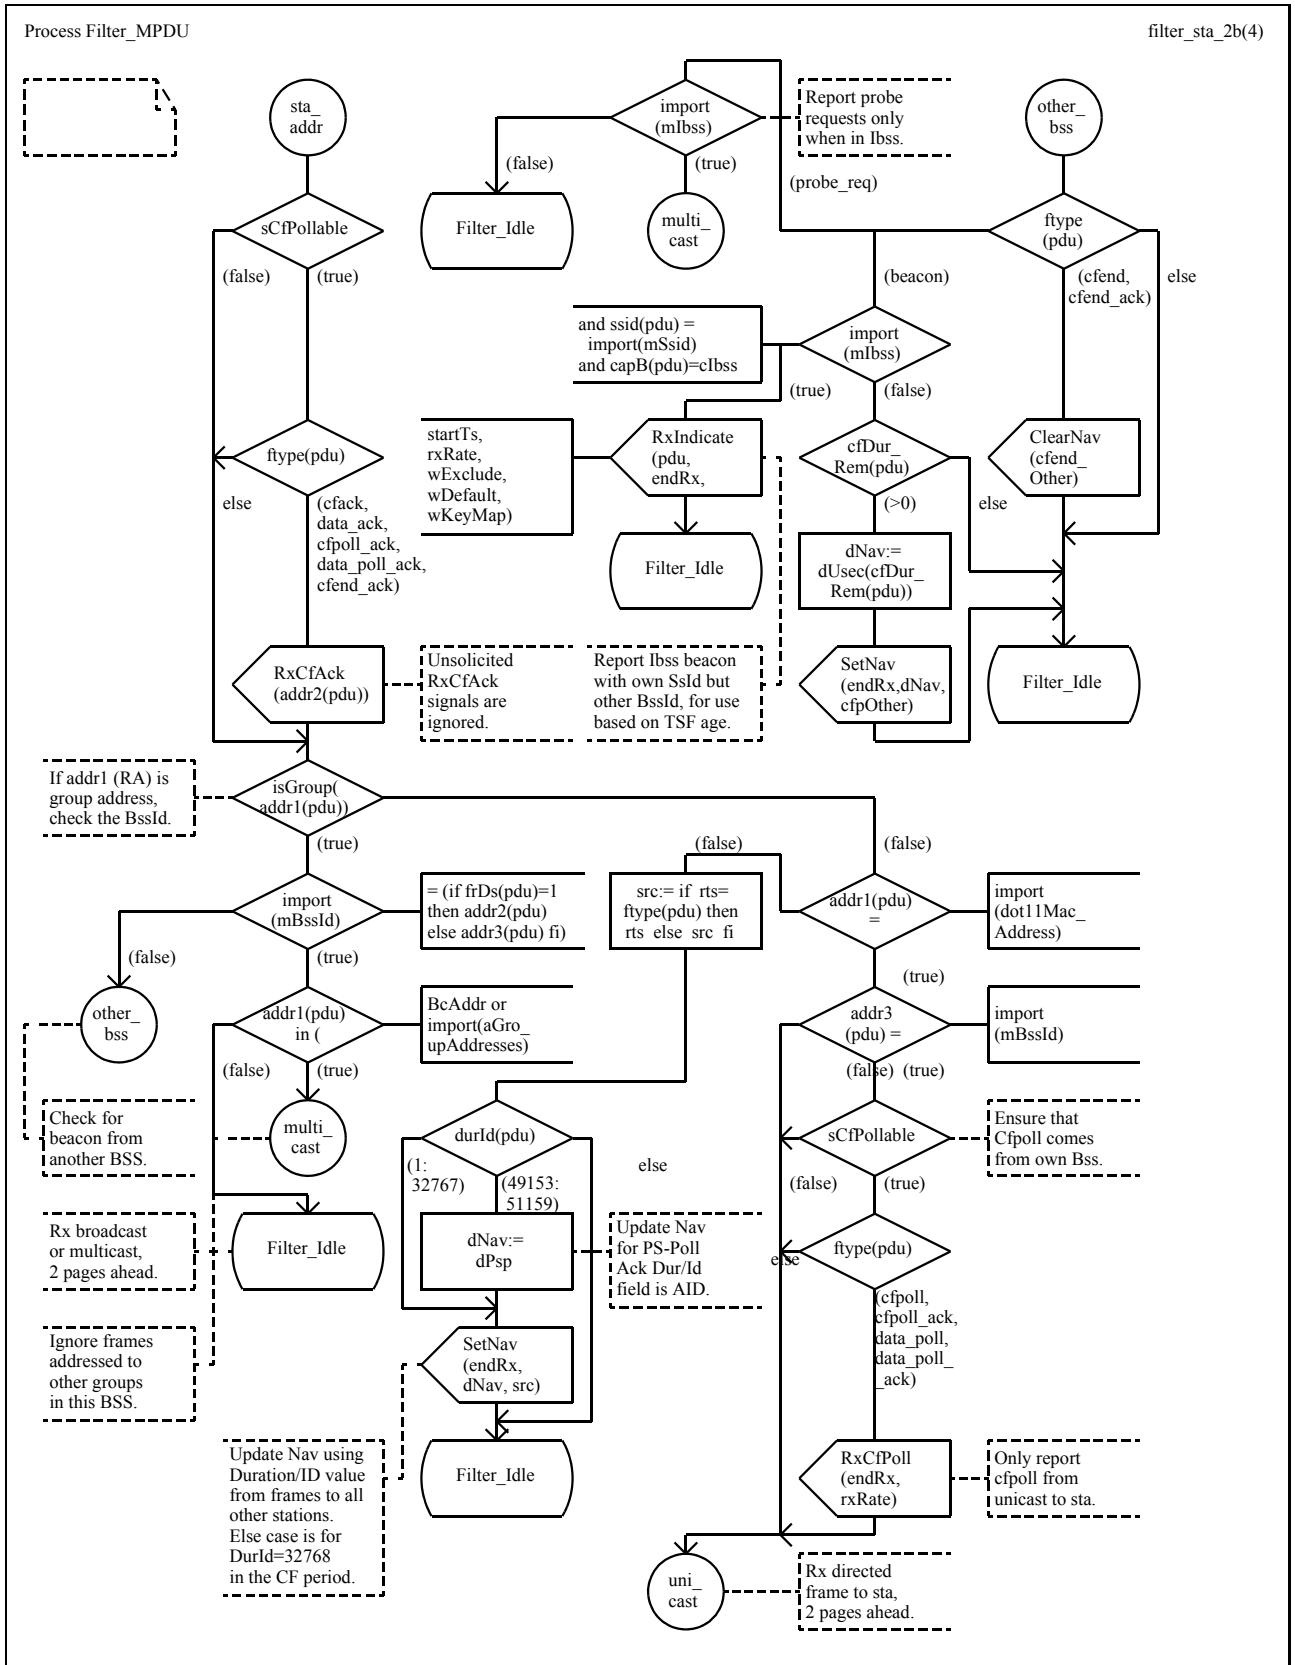 Process Filter_MPDU
filter_sta_2b(4)
sta_
addr
import
(mIbss)
Report probe
requests only
when in Ibss.
other_
bss
(false)
(true)
(probe_req)
Filter_Idle
multi_
cast
sCfPollable
(false)
(true)
ftype
(pdu)
(beacon)
(cfend,
cfend_ack)
else
and ssid(pdu) =
import(mSsid)
and capB(pdu)=cIbss
import
(mIbss)
(true)
(false)
startTs,
rxRate,
wExclude,
wDefault,
wKeyMap)
RxIndicate
(pdu,
endRx,
cfDur_
Rem(pdu)
ClearNav
(cfend_
Other)
ftype(pdu)
else
(cfack,
data_ack,
cfpoll_ack,
data_poll_ack,
cfend_ack)
(>0)
else
Filter_Idle
dNav:=
dUsec(cfDur_
Rem(pdu))
RxCfAck
(addr2(pdu))
Unsolicited
RxCfAck
signals are
ignored.
Report Ibss beacon
with own SsId but
other BssId, for use
based on TSF age.
SetNav
(endRx,dNav,
cfpOther)
Filter_Idle
If addr1 (RA) is
group address,
check the BssId.
isGroup(
addr1(pdu))
(true)
(false)
(false)
import
(mBssId)
= (if frDs(pdu)=1
then addr2(pdu)
else addr3(pdu) fi)
src:= if rts=
ftype(pdu) then
rts else src fi
addr1(pdu)
=
import
(dot11Mac_
Address)
(false)
(true)
(true)
other_
bss
addr1(pdu)
in (
BcAddr or
import(aGro_
upAddresses)
addr3
(pdu) =
import
(mBssId)
(false)
(true)
(false)
(true)
Check for
beacon from
another BSS.
multi_
cast
durId(pdu)
sCfPollable
Ensure that
Cfpoll comes
from own Bss.
(1:
32767)
(49153:
51159)
else
(false)
(true)
Rx broadcast
or multicast,
2 pages ahead.
Filter_Idle
dNav:=
dPsp
Update Nav
for PS-Poll
Ack Dur/Id
field is AID.
else
ftype(pdu)
(cfpoll,
cfpoll_ack,
data_poll,
data_poll_
_ack)
Ignore frames
addressed to
other groups
in this BSS.
SetNav
(endRx,
dNav, src)
Update Nav using
Duration/ID value
from frames to all
other stations.
Else case is for
DurId=32768
in the CF period.
Filter_Idle
RxCfPoll
(endRx,
rxRate)
Only report
cfpoll from
unicast to sta.
uni_
cast
Rx directed
frame to sta,
2 pages ahead.